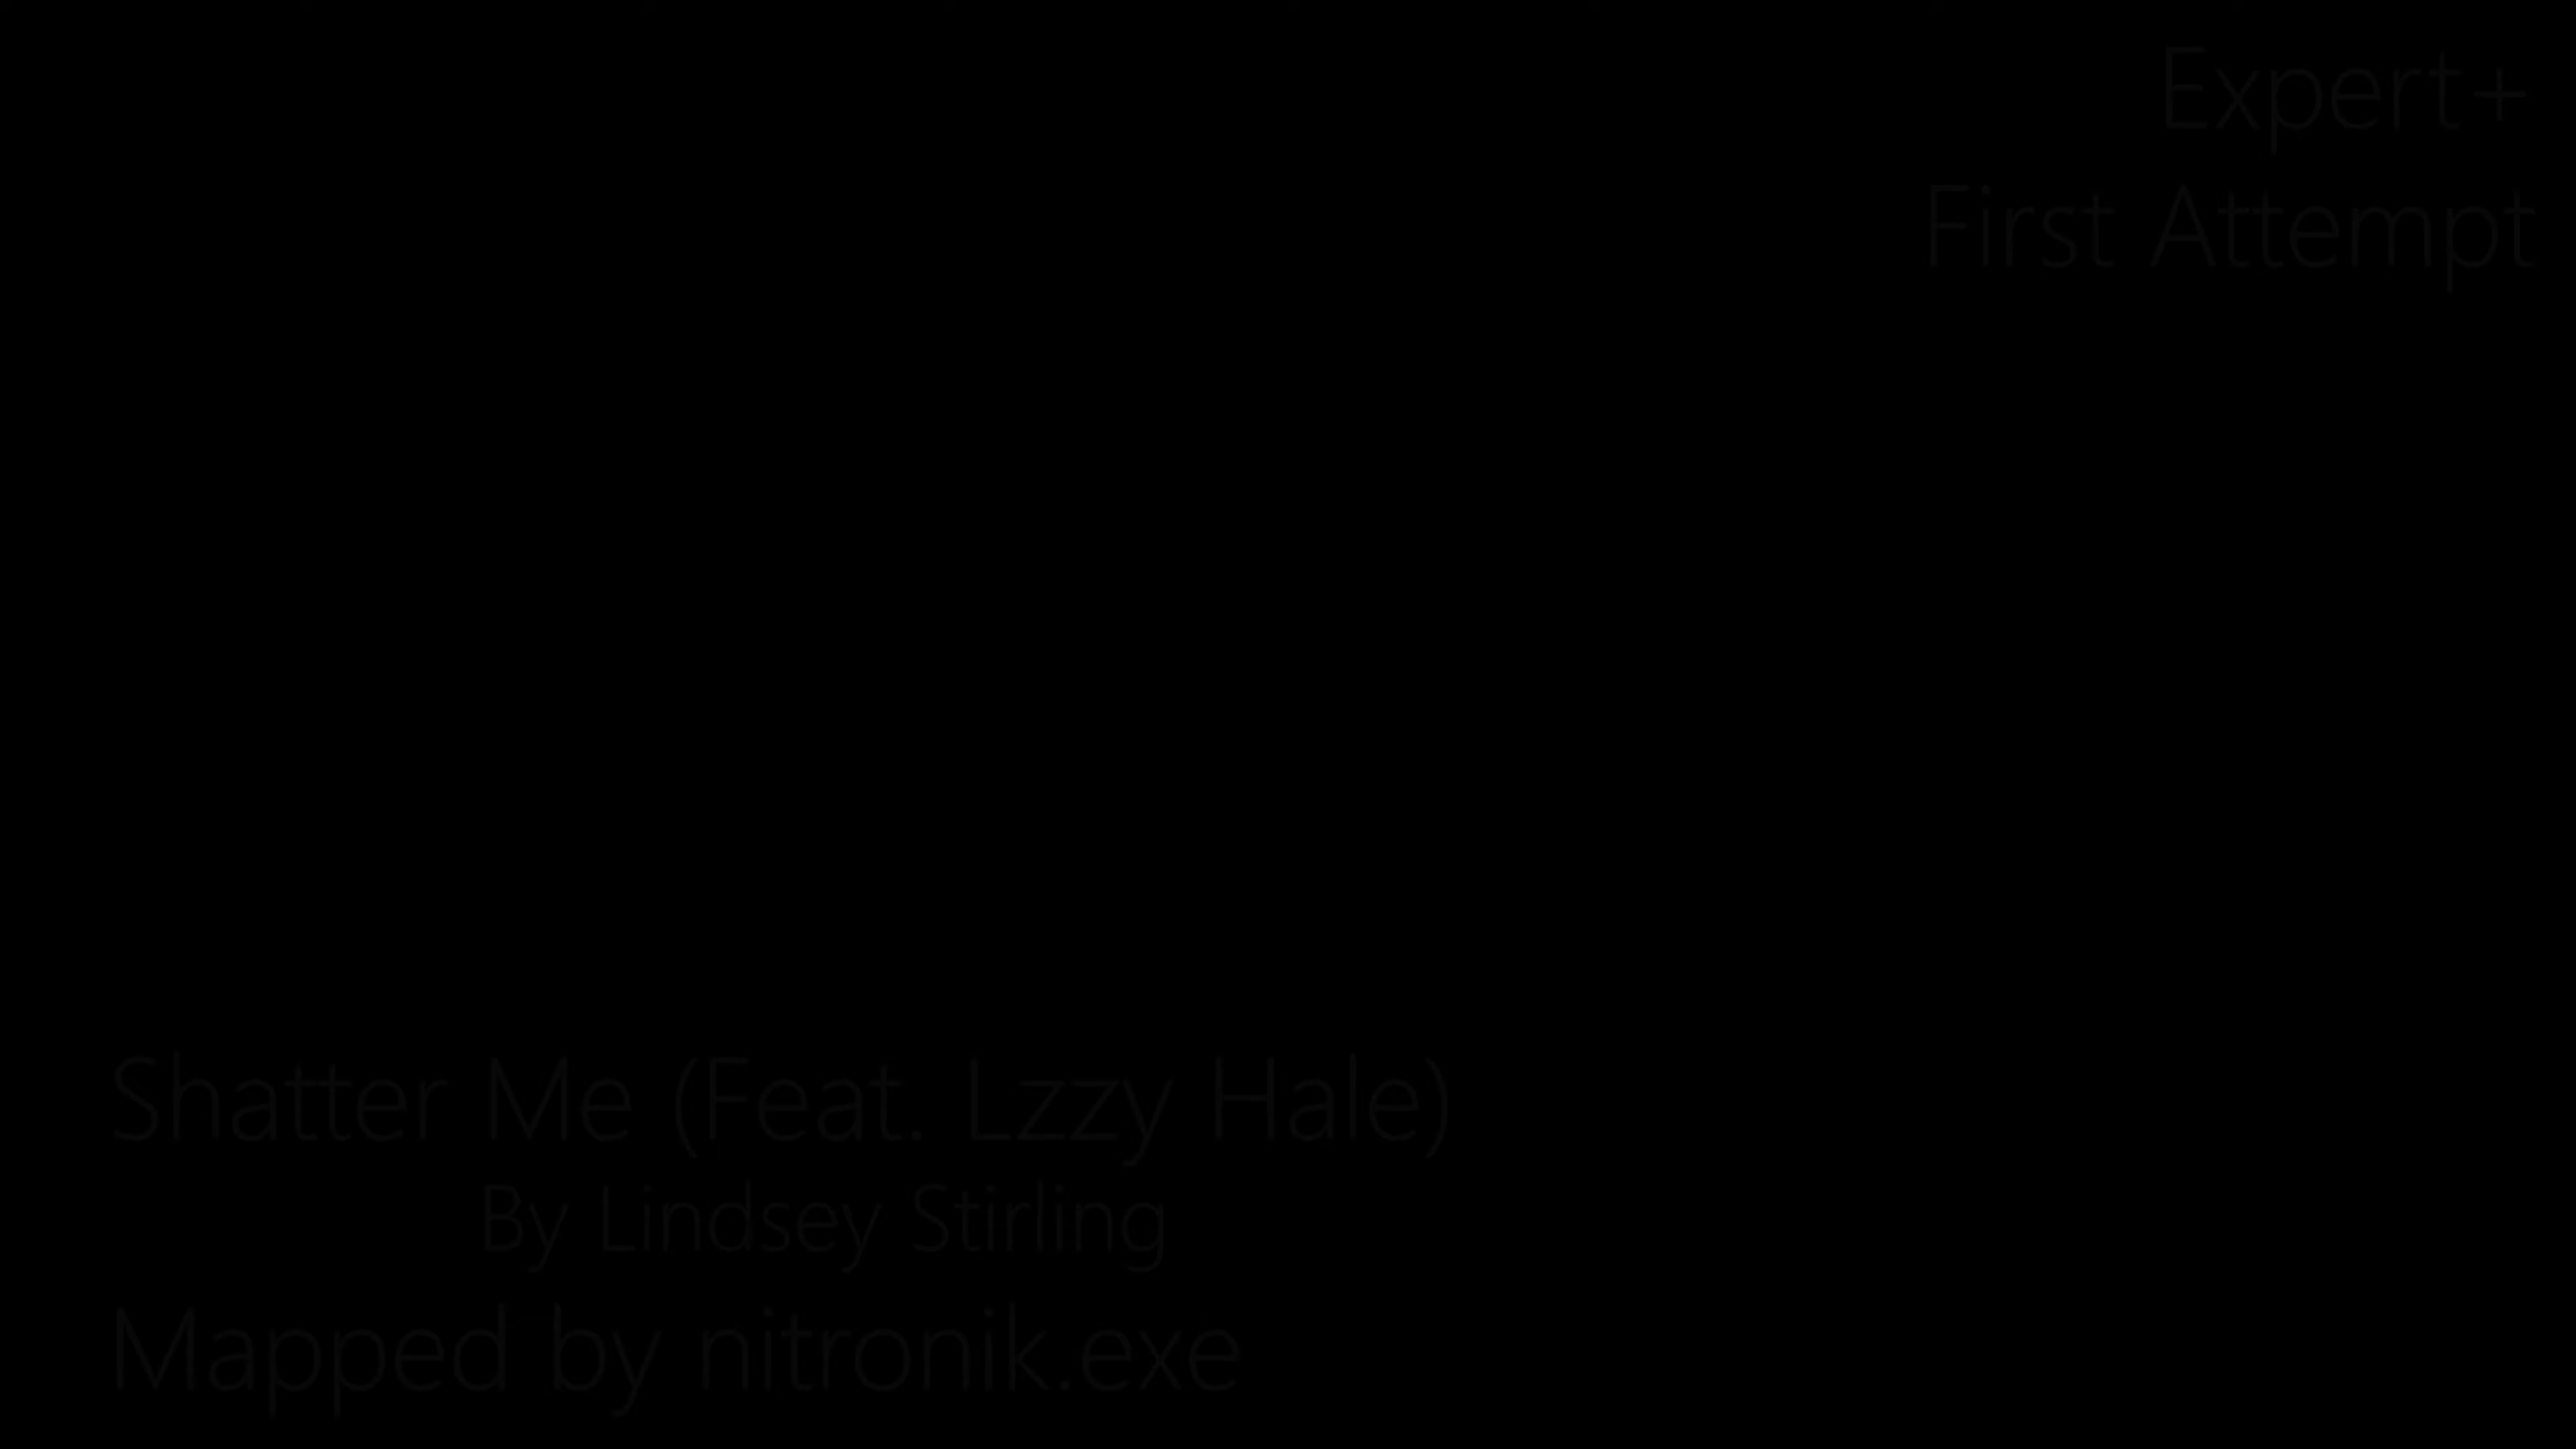 Expert+
First Attempt
Shatter Me (Feat. Lzzy Hale)
By Lindsey Stirling
Mapped by nitronik.exe